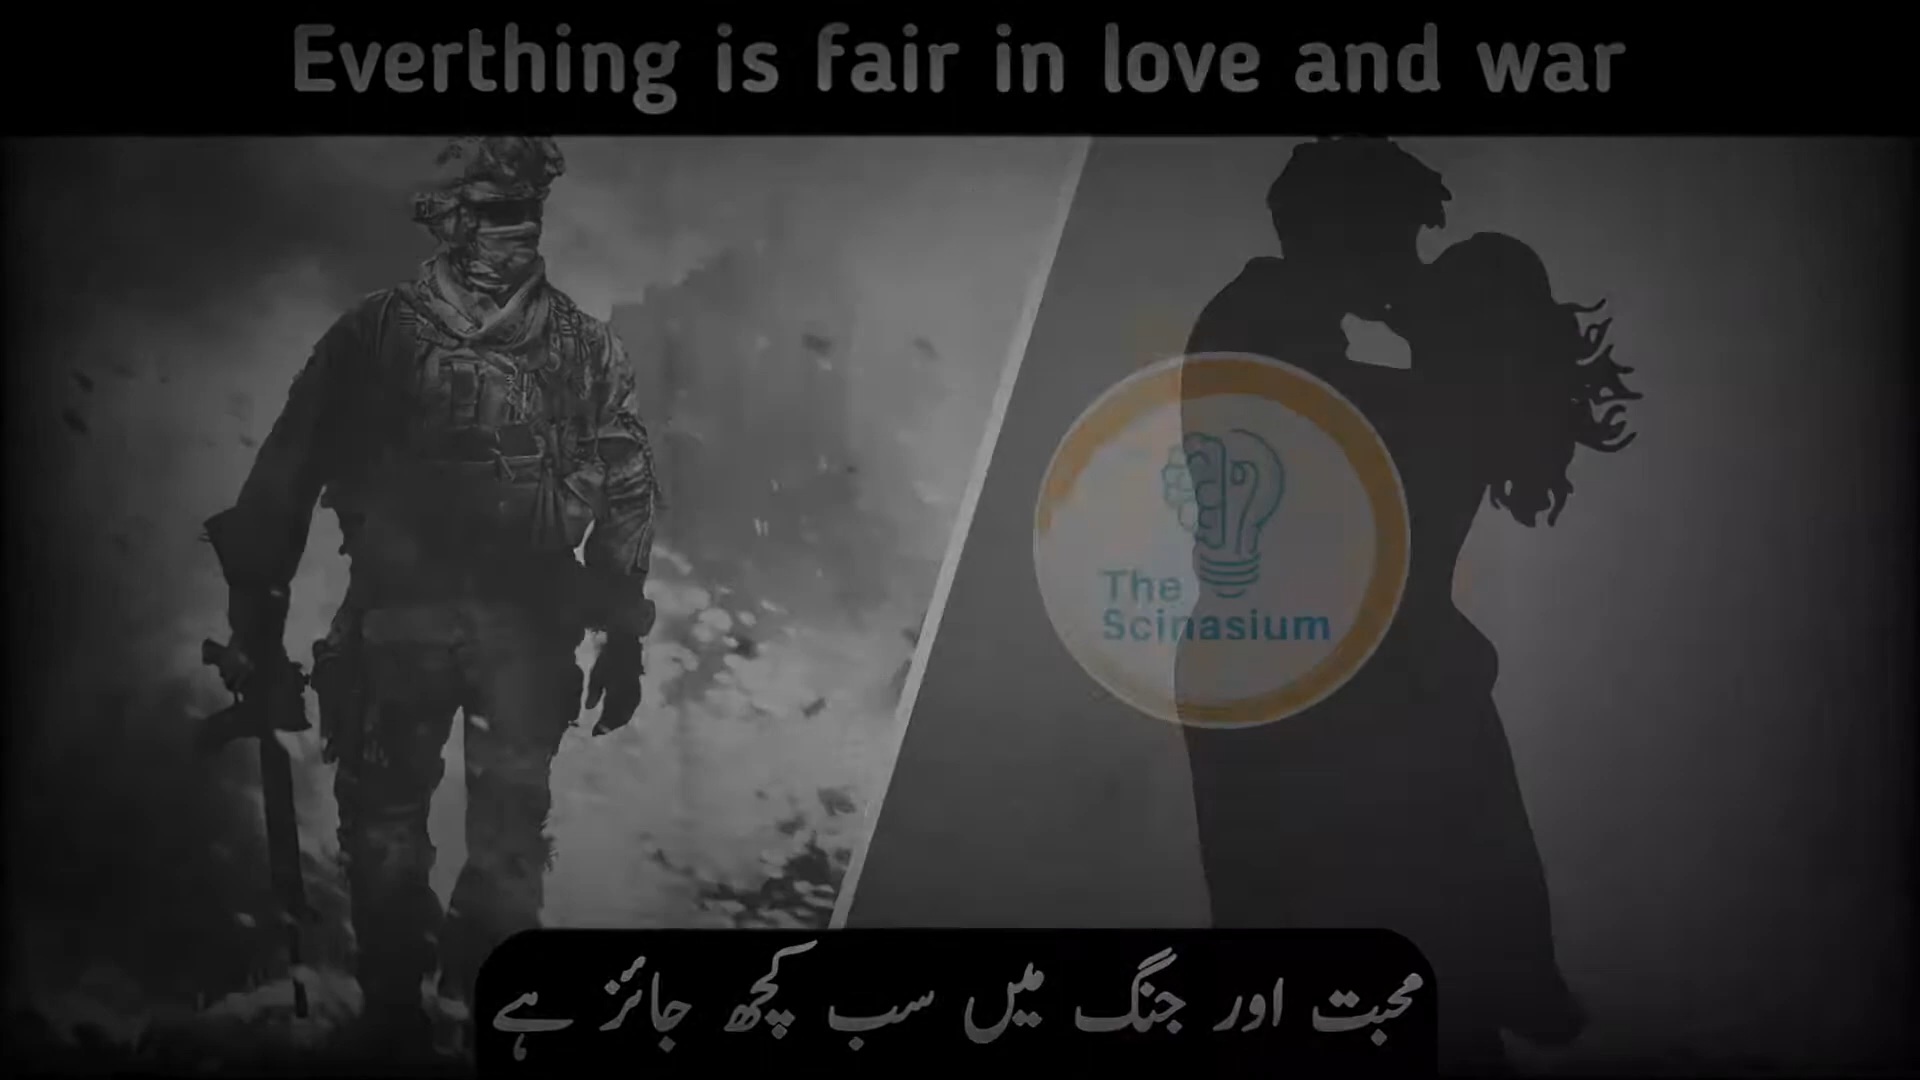 Everthing is fair in love and war
The
Scinasium
محبت اور جنگ میں سب کچھ جائز ہے